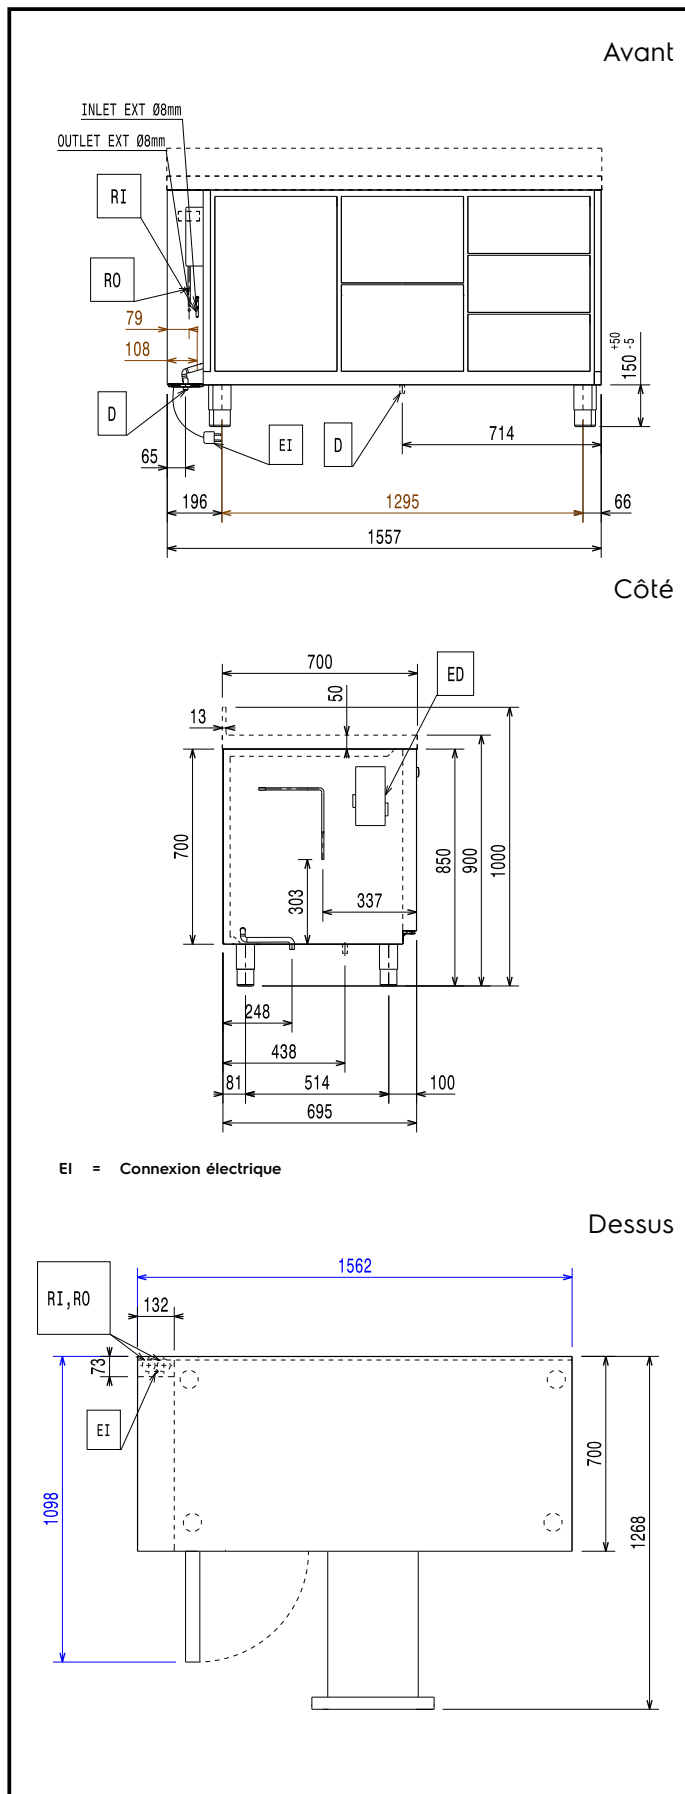 Avant
INLET EXT Ø8mm
OUTLET EXT Ø8mm
RI
RO
79
108
+50
150 -5
D
EI
D
714
65
196
1295
66
1557
Côté
700
ED
50
13
700
303
337
850
900
1000
248
438
81
514
100
695
EI = Connexion électrique
Dessus
1562
RI,RO
132
73
EI
1098
700
1268